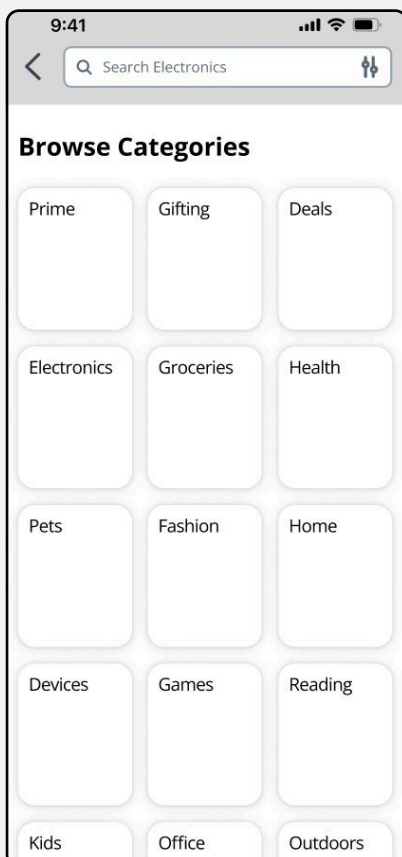 9:41
Search Electronics
Browse Categories
Prime Gifting Deals
Electronics Groceries Health
Pets Fashion Home
Devices Games Reading
Kids Office Outdoors